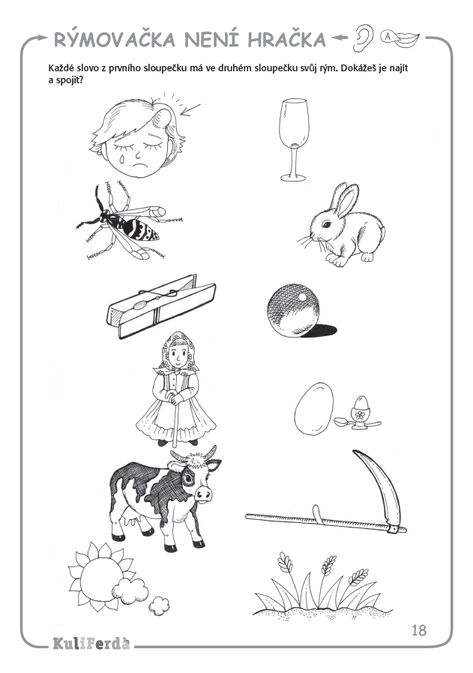 RÝMOVAČKA NENÍ HRAČKA
A
Každé slovo z prvního sloupečku má ve druhém sloupečku svůj rým. Dokážeš je najít
a spojit?
18
KuliFerda